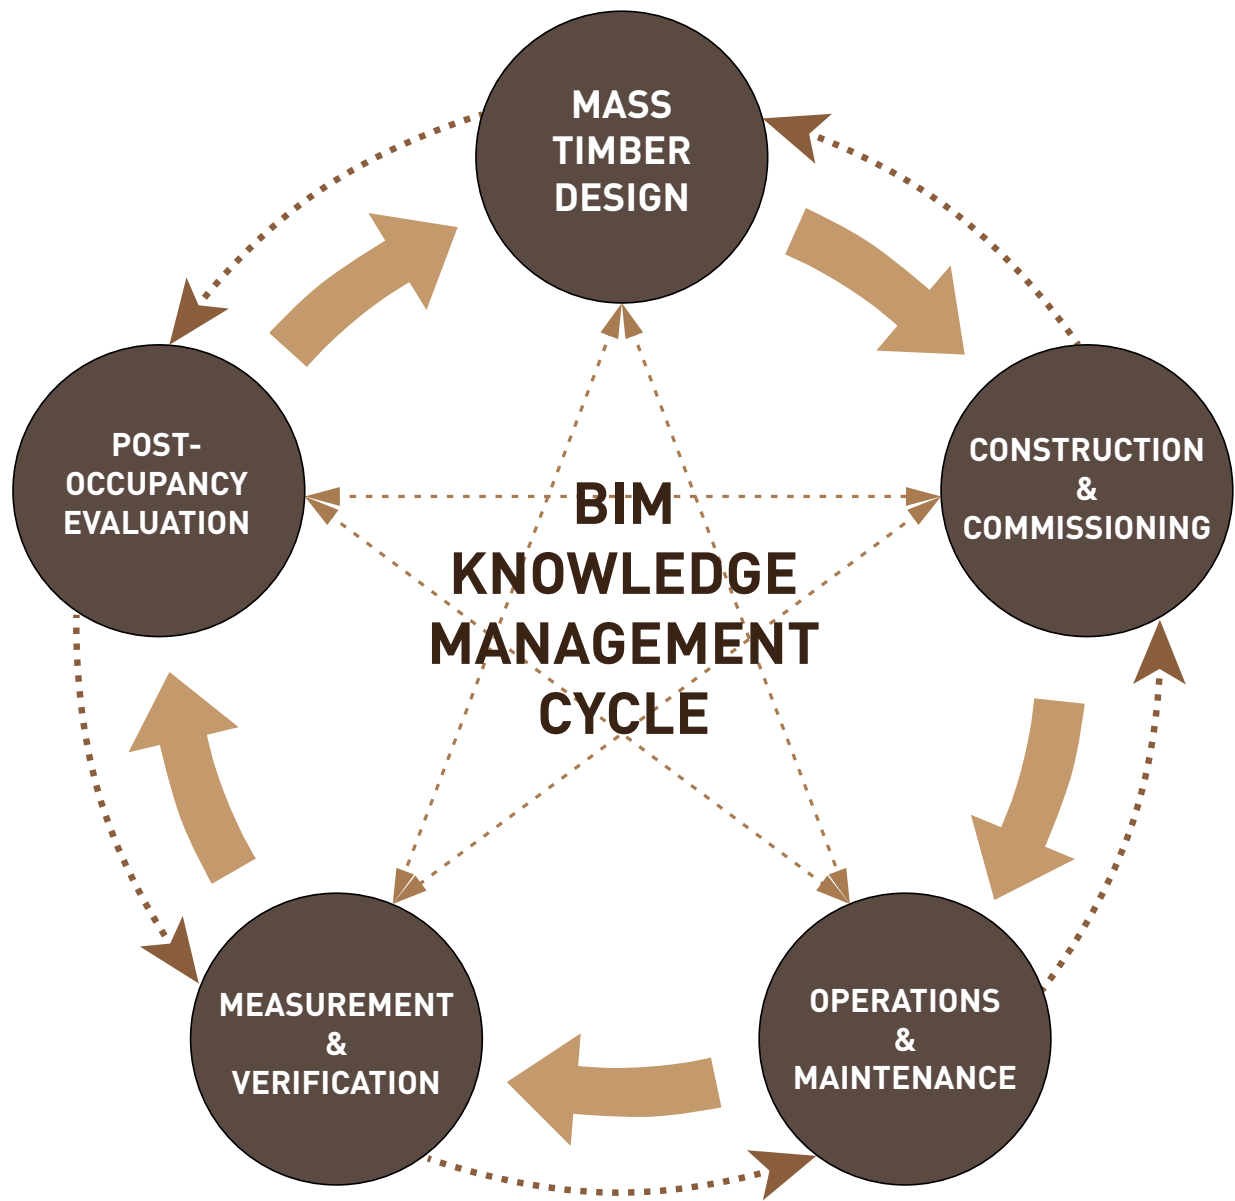 MASS
TIMBER
DESIGN
POST-
OCCUPANCY
EVALUATION
CONSTRUCTION
&
COMMISSIONING
BIM
KNOWLEDGE
MANAGEMENT
CYCLE
MEASUREMENT
&
VERIFICATION
OPERATIONS
&
MAINTENANCE